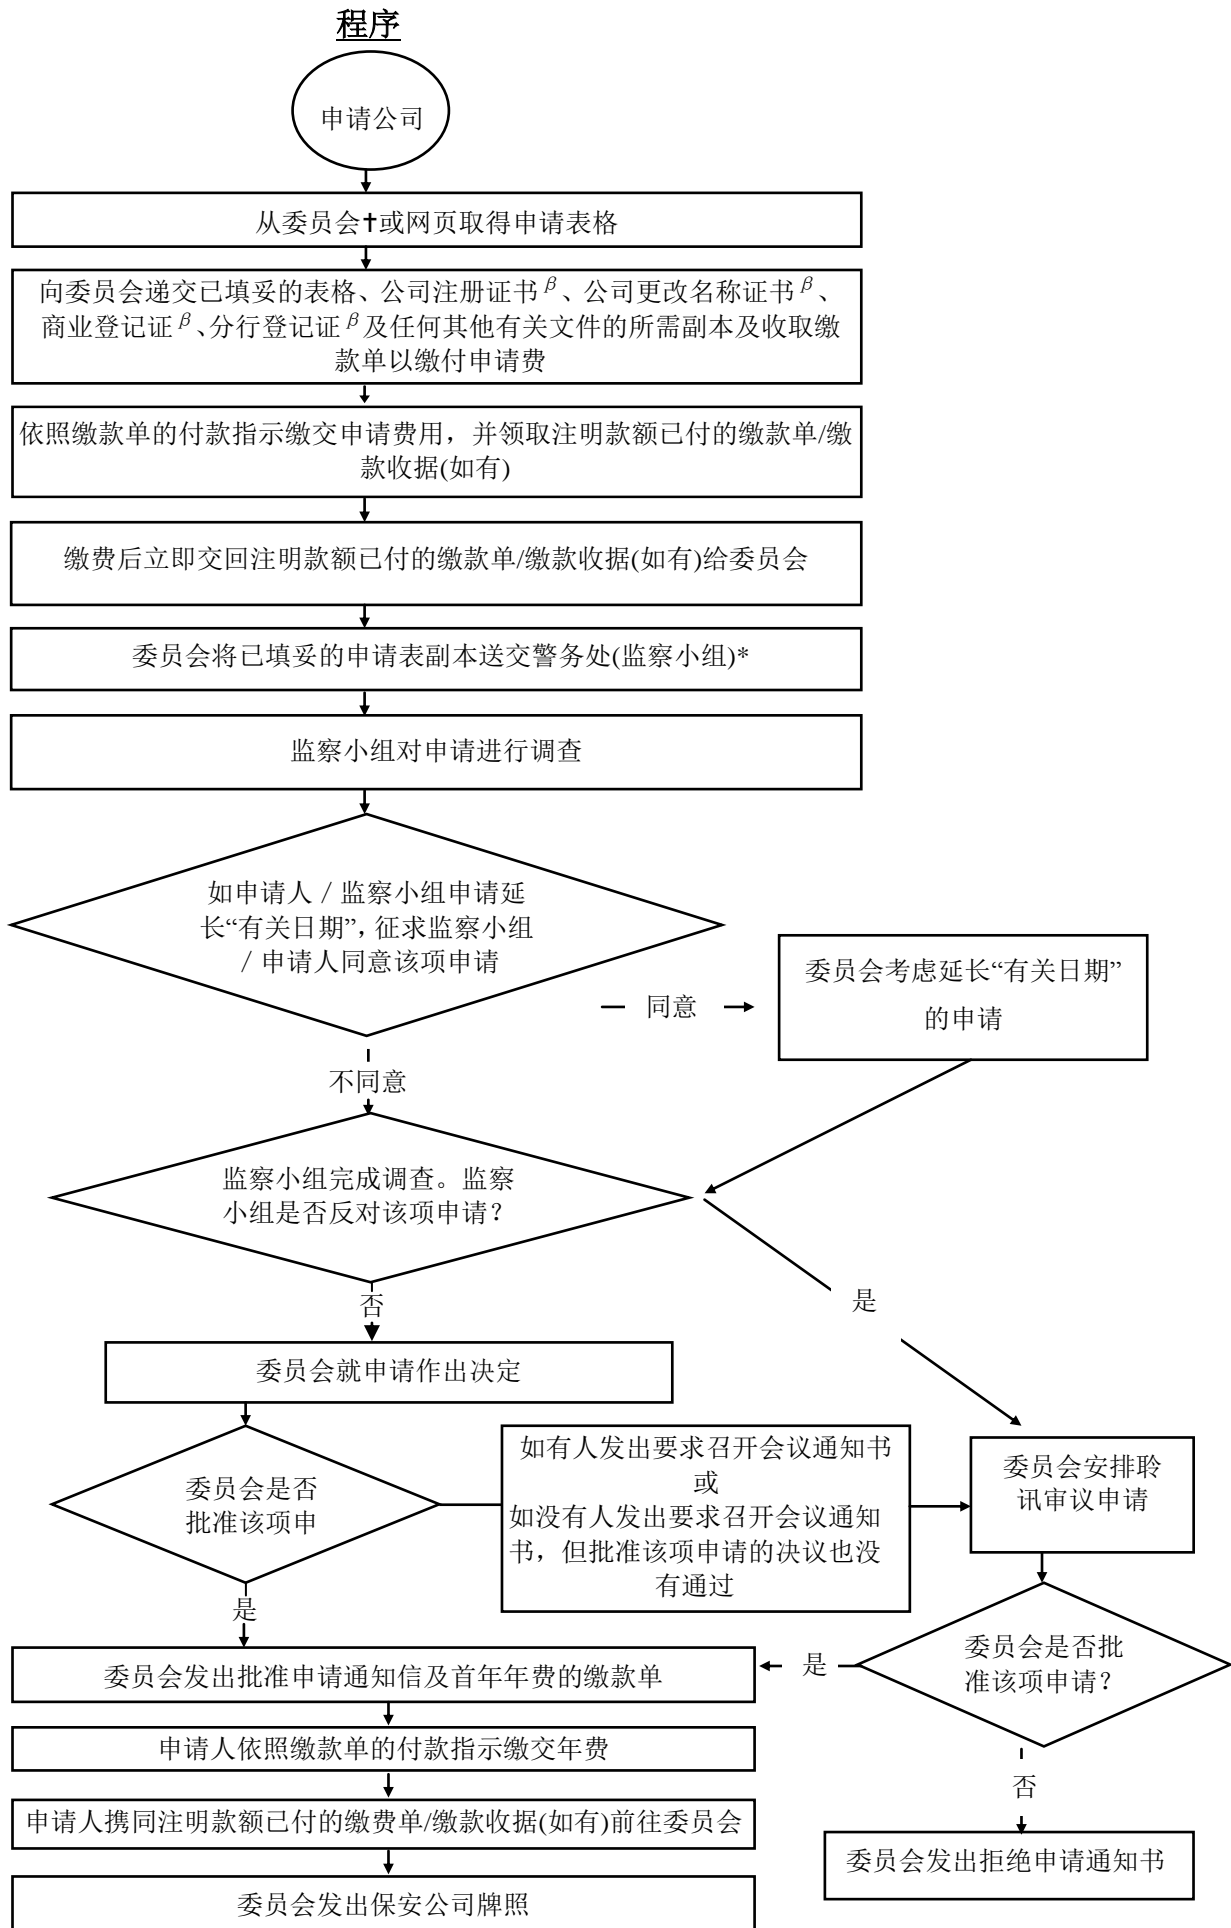 程序
申请公司
从委员会✝或网页取得申请表格
向委员会递交已填妥的表格、公司注册证书β、公司更改名称证书β、
商业登记证β、分行登记证β及任何其他有关文件的所需副本及收取缴
款单以缴付申请费
依照缴款单的付款指示缴交申请费用，并领取注明款额已付的缴款单/缴
款收据(如有)
缴费后立即交回注明款额已付的缴款单/缴款收据(如有)给委员会
委员会将已填妥的申请表副本送交警务处(监察小组)*
监察小组对申请进行调查
如申请人／监察小组申请延
长“有关日期”，征求监察小组
／申请人同意该项申请
同意
委员会考虑延长“有关日期”
的申请
不同意
监察小组完成调查。监察
小组是否反对该项申请？
是
否
委员会就申请作出决定
委员会是否
批准该项申
如有人发出要求召开会议通知书
或
如没有人发出要求召开会议通知
书，但批准该项申请的决议也没
有通过
委员会安排聆
讯审议申请
是
委员会是否批
准该项申请？
是
委员会发出批准申请通知信及首年年费的缴款单
申请人依照缴款单的付款指示缴交年费
否
申请人携同注明款额已付的缴费单/缴款收据(如有)前往委员会
委员会发出拒绝申请通知书
委员会发出保安公司牌照